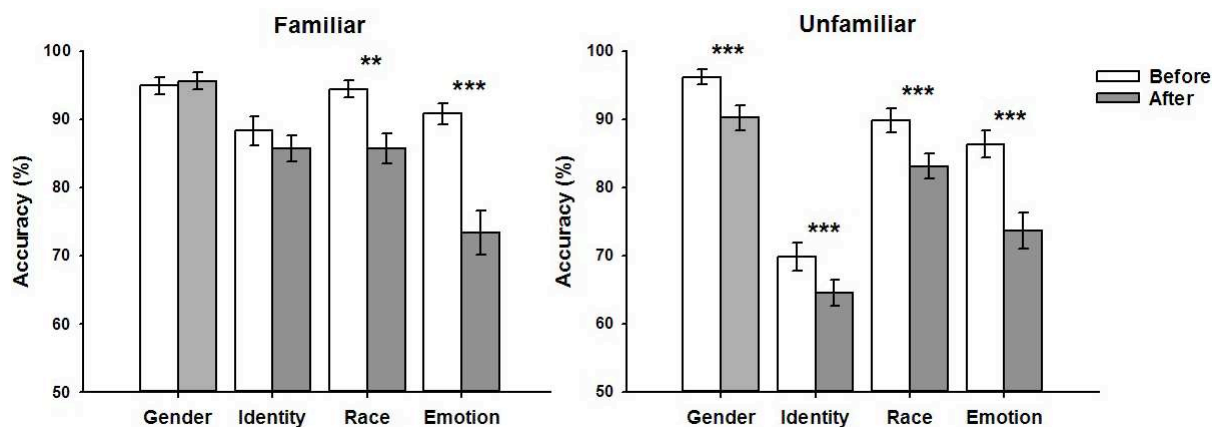 Familiar
Accuracy (%)
100
90
80
70
60
50
**
***
Gender Identity Race Emotion
Unfamiliar
Accuracy (%)
100
90
80
70
60
50
***
***
***
***
Gender Identity Race Emotion
Before
After